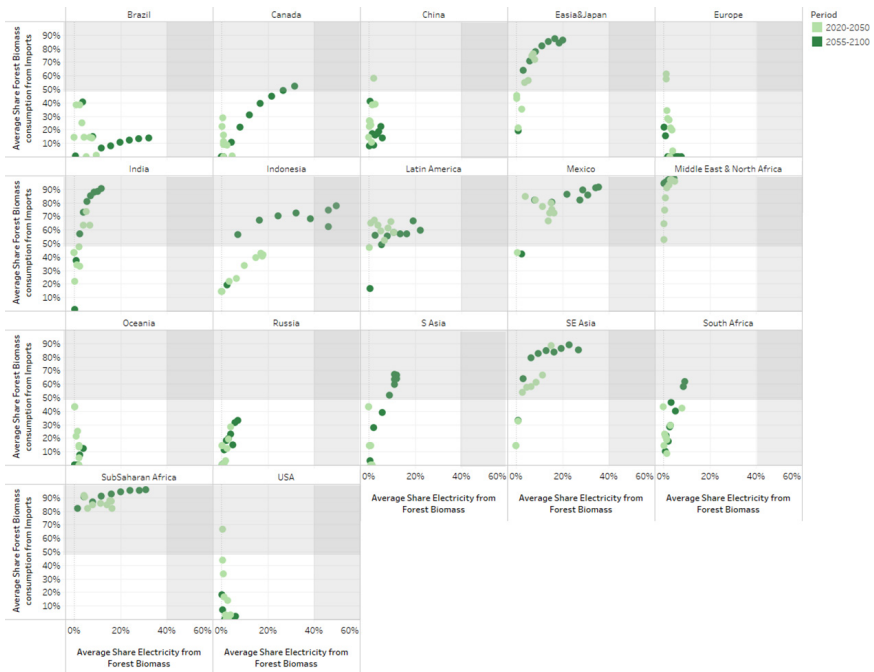 Brazil Canada China Easia&Japan Europe
Period
2020-2050
2055-2100
Average Share Forest Biomass
consumption from Imports
90%
80%
70%
60%
50%
40%
30%
20%
10%
India Indonesia Latin America Mexico Middle East & North Africa
Average Share Forest Biomass
consumption from Imports
90%
80%
70%
60%
50%
40%
30%
20%
10%
Oceania Russia S Asia SE Asia South Africa
Average Share Forest Biomass
consumption from Imports
90%
80%
70%
60%
50%
40%
30%
20%
10%
0% 20% 40% 60% 0% 20% 40% 60% 0% 20% 40% 60%
Average Share Electricity from
Forest Biomass
Average Share Electricity from
Forest Biomass
Average Share Electricity from
Forest Biomass
SubSaharan Africa USA
Average Share Forest Biomass
consumption from Imports
90%
80%
70%
60%
50%
40%
30%
20%
10%
0% 20% 40% 60% 0% 20% 40% 60%
Average Share Electricity from
Forest Biomass
Average Share Electricity from
Forest Biomass